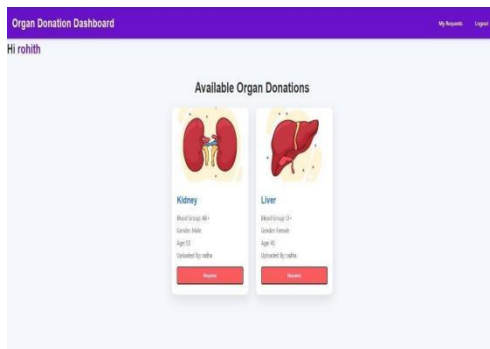 Organ Donation Dashboard
My Requests Logout
Hi rohith
Available Organ Donations
Kidney
Blood Group: AB+
Gender: Male
Age: 53
Uploaded By: radha
Request
Liver
Blood Group: O+
Gender: Female
Age: 45
Uploaded By: radha
Request